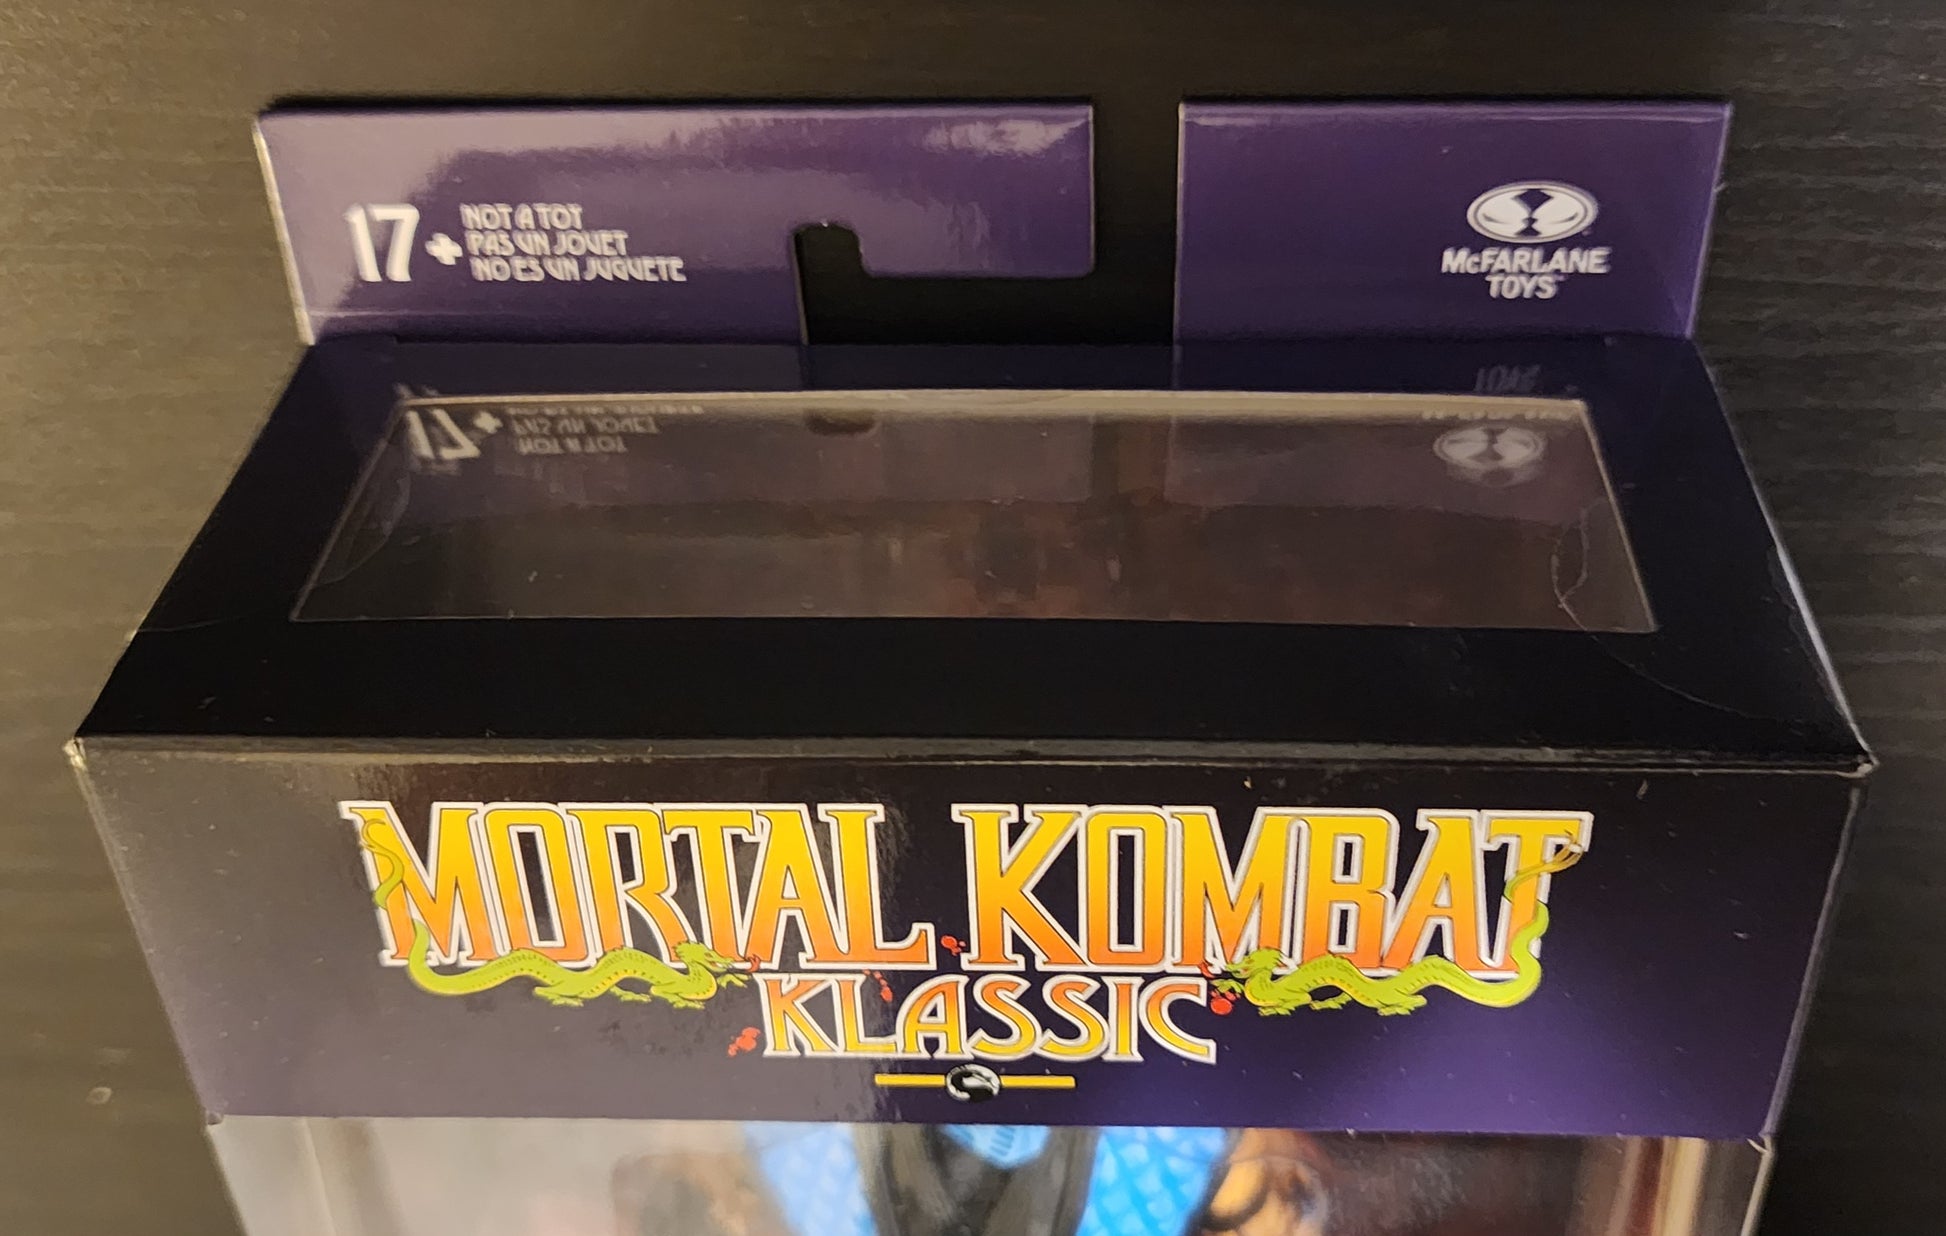 17+
NOT A TOY
PAS UN JOUET
NO ES UN JUGUETE
McFARLANE
TOYS
MORTAL KOMBAT
KLASSIC